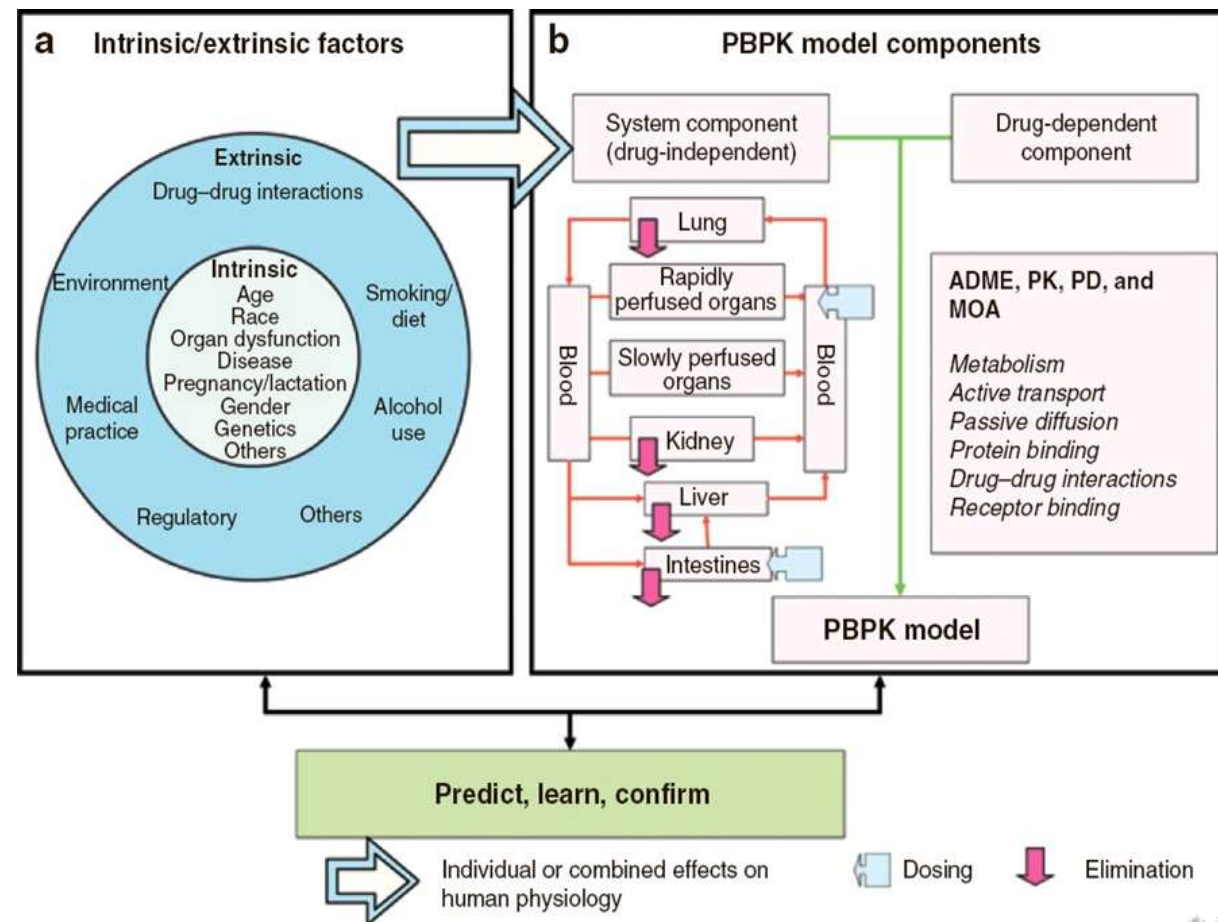 a Intrinsic/extrinsic factors
Extrinsic
Drug–drug interactions
Environment
Smoking/
diet
Intrinsic
Age
Race
Organ dysfunction
Disease
Pregnancy/lactation
Gender
Genetics
Others
Medical
practice
Alcohol
use
Regulatory
Others
b PBPK model components
System component
(drug-independent)
Drug-dependent
component
Lung
Rapidly
perfused organs
Blood
Slowly perfused
organs
Blood
Kidney
Liver
Intestines
ADME, PK, PD, and
MOA
Metabolism
Active transport
Passive diffusion
Protein binding
Drug–drug interactions
Receptor binding
PBPK model
Predict, learn, confirm
Individual or combined effects on
human physiology
Dosing
Elimination